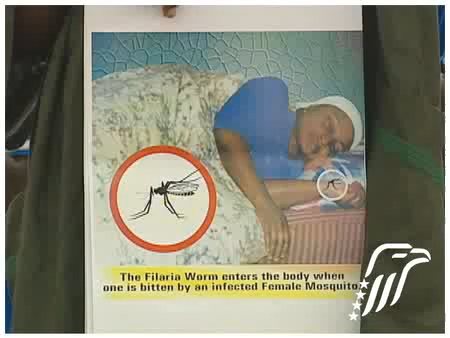 The Filaria Worm enters the body when
one is bitten by an infected Female Mosquito